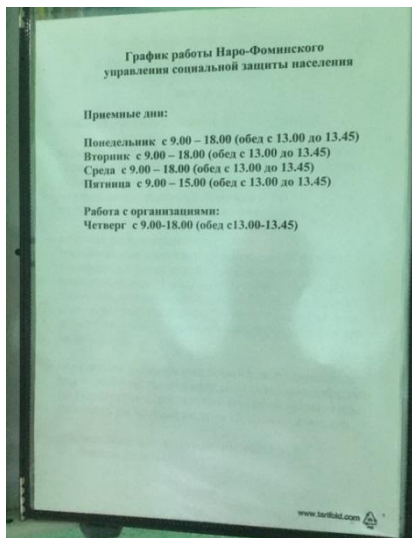 График работы Наро-Фоминского
управления социальной защиты населения
Приемные дни:
Понедельник с 9.00 – 18.00 (обед с 13.00 до 13.45)
Вторник с 9.00 – 18.00 (обед с 13.00 до 13.45)
Среда с 9.00 – 18.00 (обед с 13.00 до 13.45)
Пятница с 9.00 – 15.00 (обед с 13.00 до 13.45)
Работа с организациями:
Четверг с 9.00-18.00 (обед с13.00-13.45)
www.tarifold.com